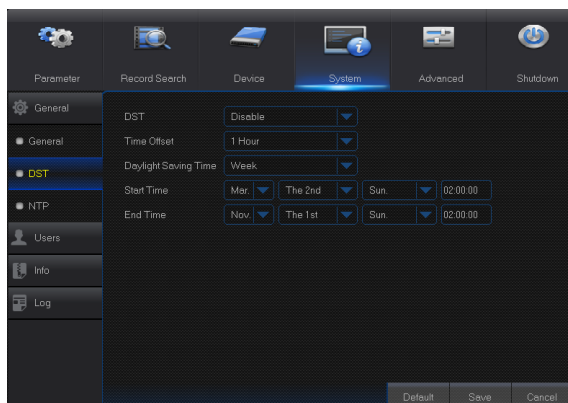 Parameter
Record Search
Device
System
Advanced
Shutdown
General
General
DST
NTP
Users
Info
Log
DST Disable
Time Offset 1 Hour
Daylight Saving Time Week
Start Time Mar. The 2nd Sun. 02:00:00
End Time Nov. The 1st Sun. 02:00:00
Default Save Cancel